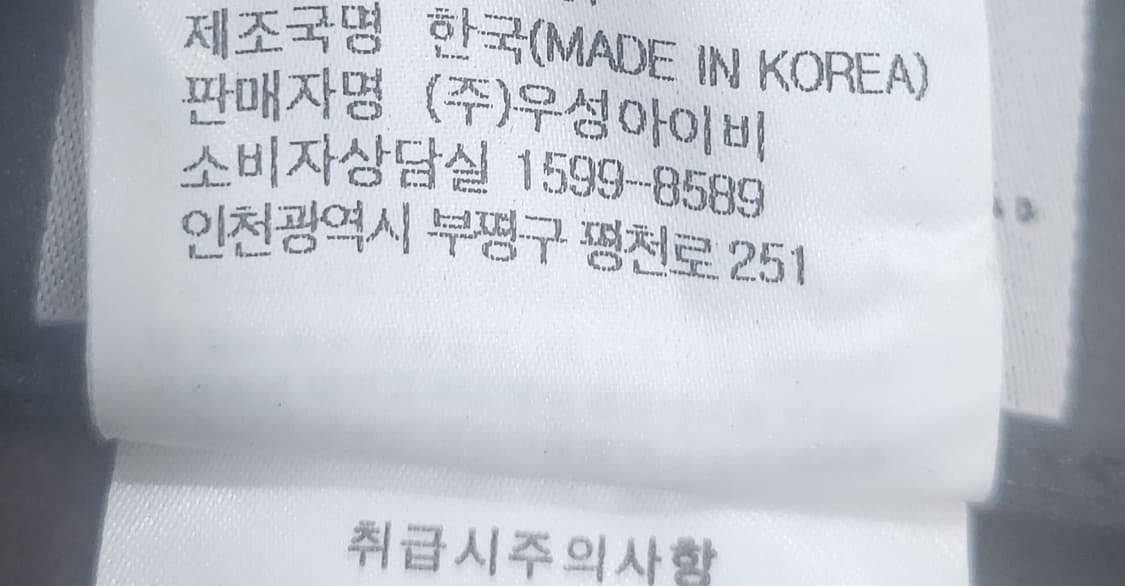 제조국명 한국(MADE IN KOREA)
판매자명 (주)우성아이비
소비자상담실 1599-8589
인천광역시 부평구 평천로 251
취급시주의사항